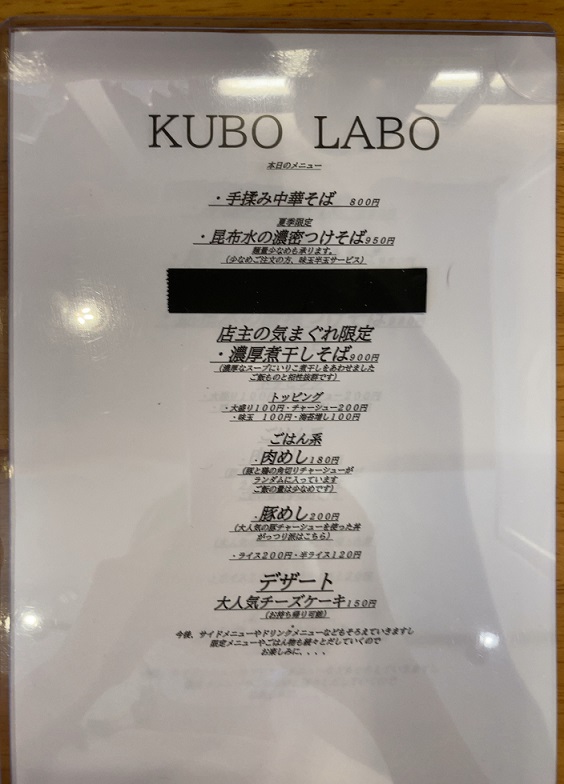 KUBO LABO
本日のメニュー
・手揉み中華そば 800円
夏季限定
・昆布水の濃密つけそば950円
麺量少なめも承ります。
（少なめご注文の方、味玉半玉サービス）
店主の気まぐれ限定
・濃厚煮干しそば900円
（濃厚なスープにいりこ煮干しをあわせました
ご飯ものと相性抜群です）
トッピング
・大盛り100円・チャーシュー200円
・味玉 100円・海苔増し100円
ごはん系
・肉めし180円
（豚と鶏の角切りチャーシューが
ランダムに入っています
ご飯の量は少なめです）
・豚めし200円
（大人気の豚チャーシューを使った丼
がっつり派はこちら）
・ライス200円・半ライス120円
デザート
大人気チーズケーキ150円
（お持ち帰り可能）
今後、サイドメニューやドリンクメニューなどもそろえていきますし
限定メニューやごはん物も続々とだしていくので
お楽しみに、、、、